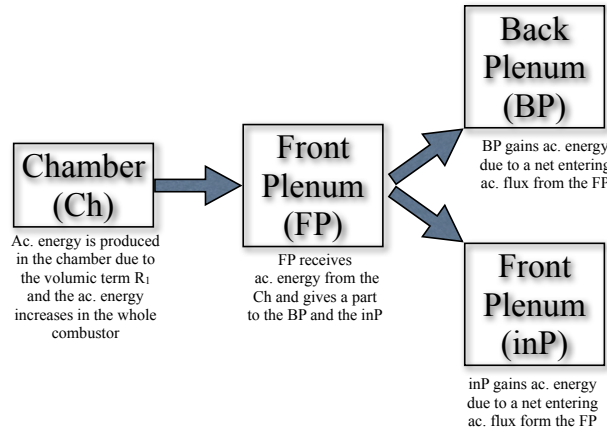 Chamber
(Ch)
Ac. energy is produced
in the chamber due to
the volumic term R1
and the ac. energy
increases in the whole
combustor
Front
Plenum
(FP)
FP receives
ac. energy from the
Ch and gives a part
to the BP and the inP
Back
Plenum
(BP)
BP gains ac. energy
due to a net entering
ac. flux from the FP
Front
Plenum
(inP)
inP gains ac. energy
due to a net entering
ac. flux form the FP